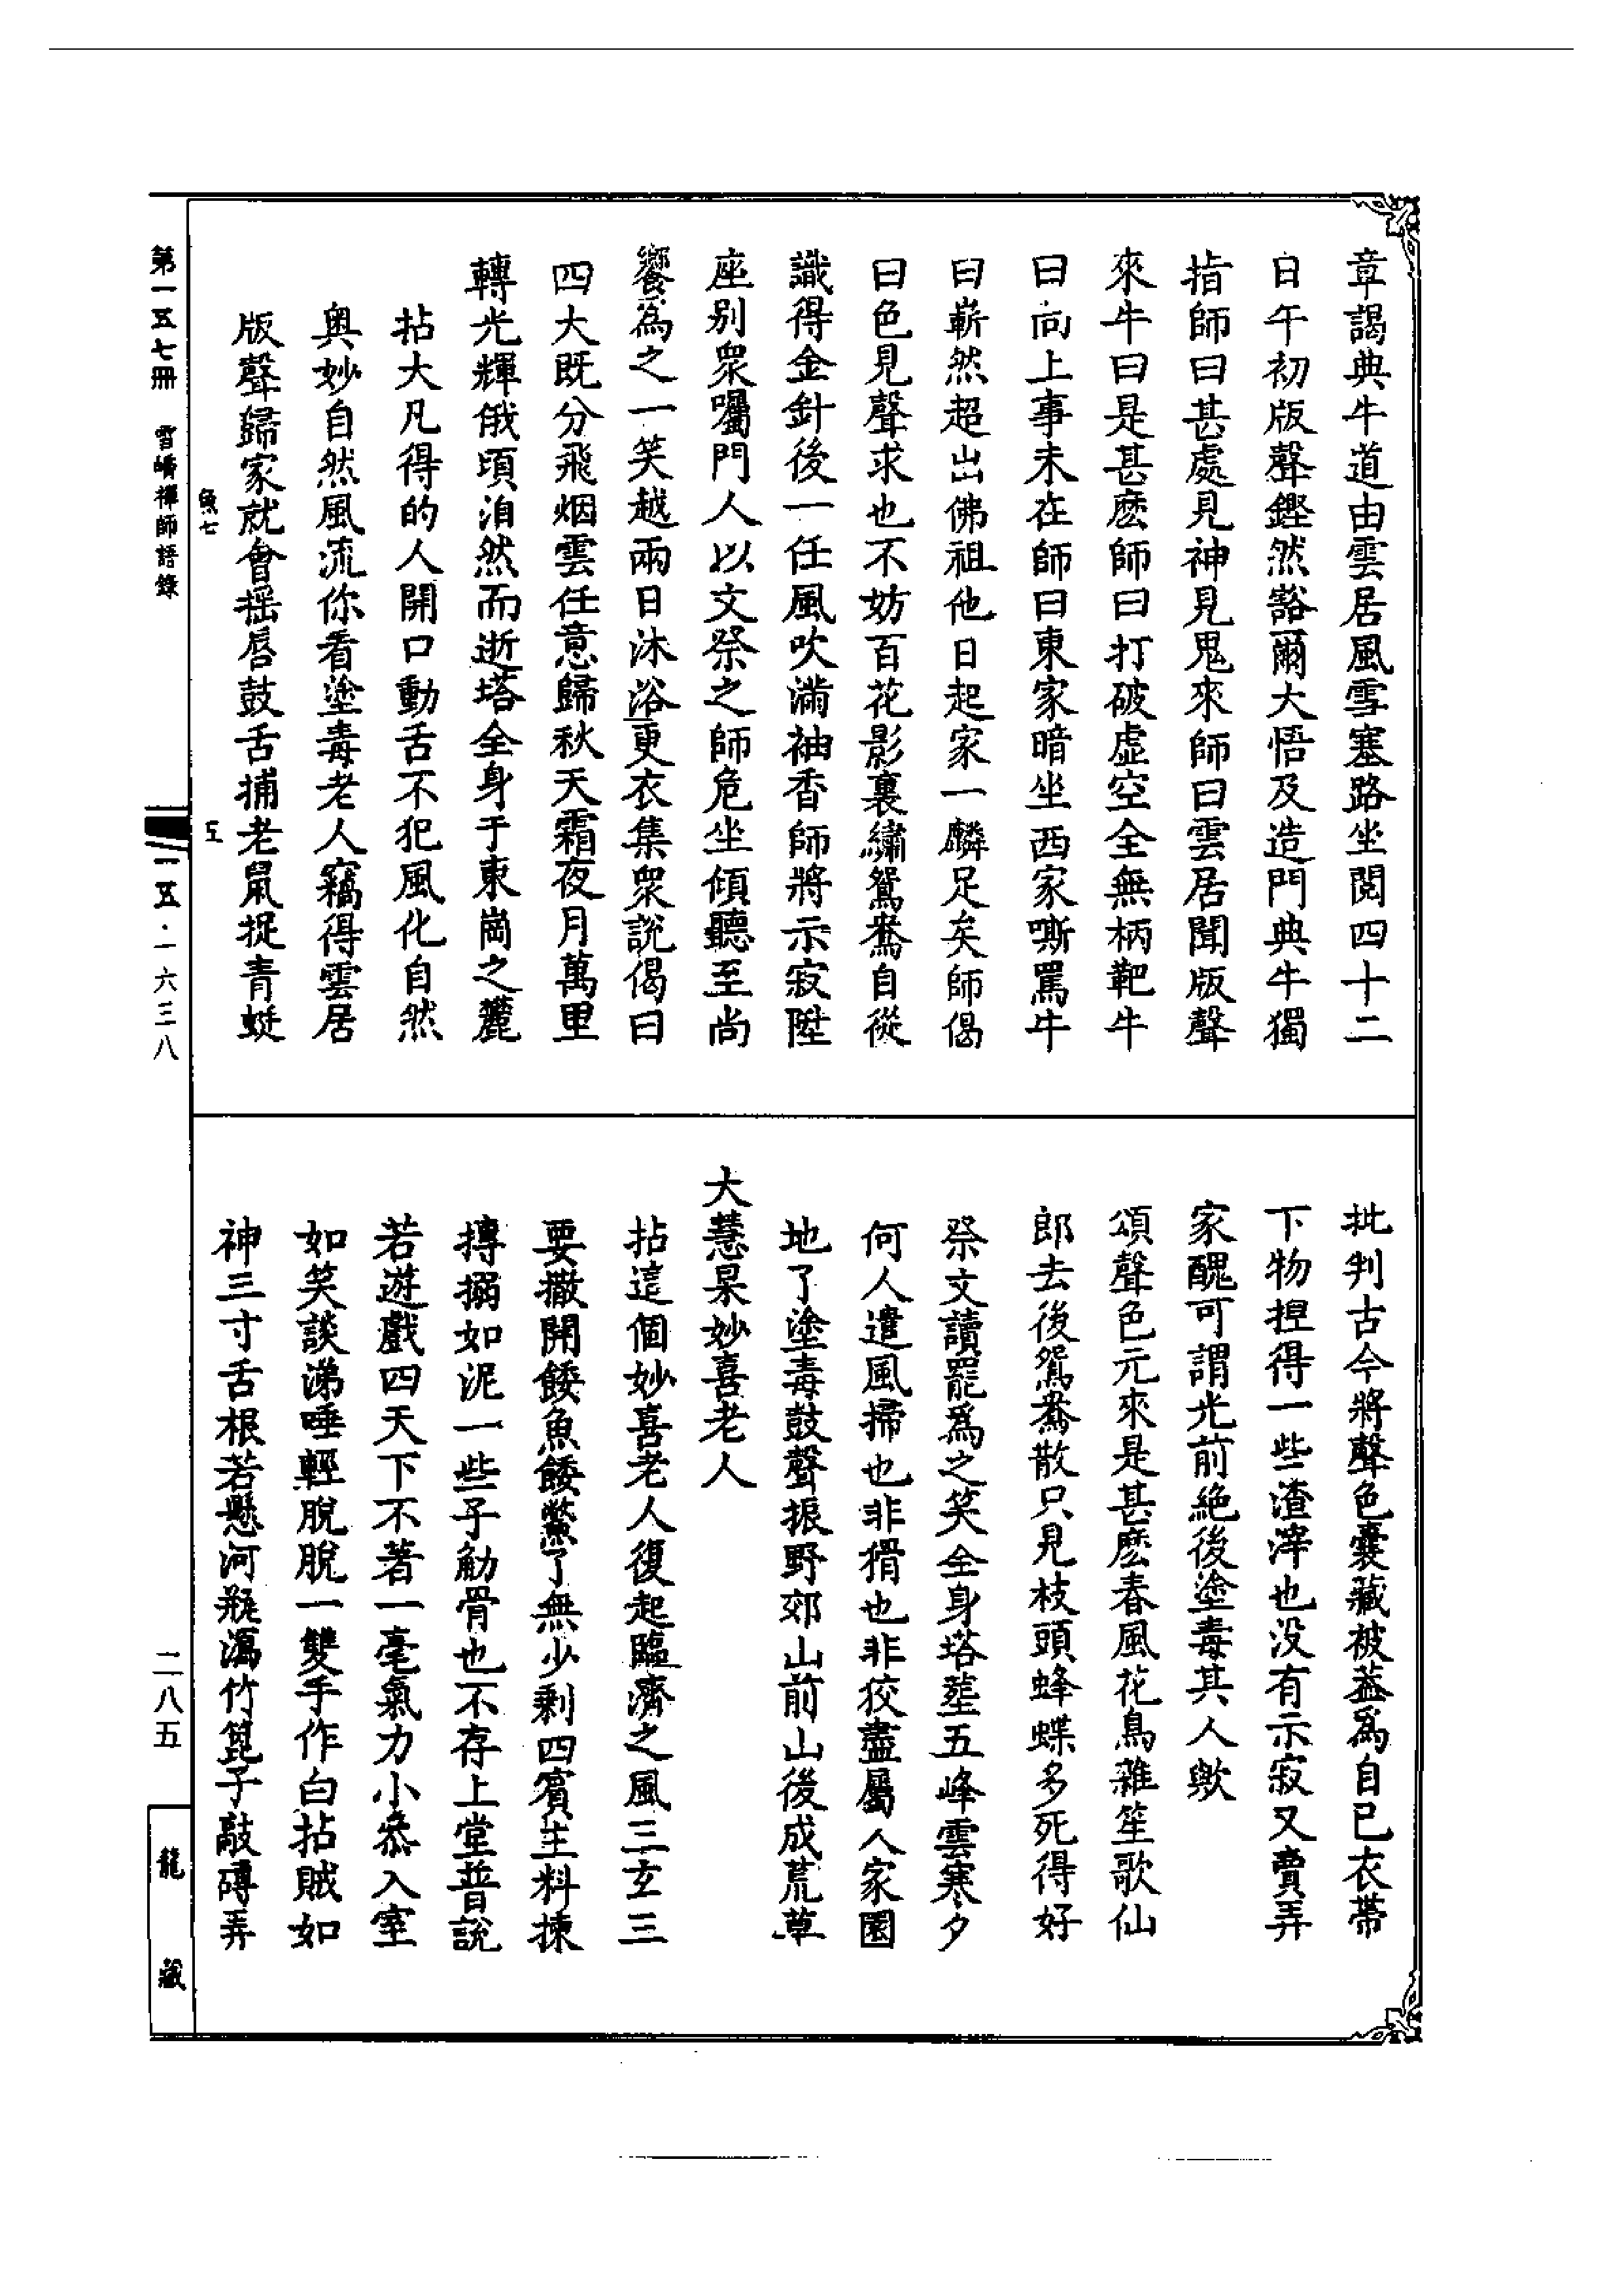 章謁典牛道由雲居風雪塞路坐閱四十二
日午初版聲鏗然豁爾大悟及造門典牛獨
指師曰甚處見神見鬼來師曰雲居聞版聲
來牛曰是甚麽師曰打破虛空全無柄靶牛
曰向上事未在師曰東家暗坐西家嘶罵牛
曰嶄然超出佛祖他日起家一麟足矣師偈
曰色見聲求也不妨百花影裏繡鴛鴦自從
識得金針後一任風吹滿袖香師將示寂陞
座別眾囑門人以文祭之師危坐傾聽至尚
饗為之一笑越兩日沐浴更衣集眾說偈曰
四大既分飛烟雲任意歸秋天霜夜月萬里
轉光輝俄頃泊然而逝塔全身于東崗之麓
拈大凡得的人開口動舌不犯風化自然
奧妙自然風流你看塗毒老人竊得雲居
版聲歸家就會搖唇鼓舌捕老鼠捉青蜓
批判古今將聲色囊藏被蓋爲自已衣帶
下物捏得一些渣滓也没有示寂又賣弄
家醜可謂光前絕後塗毒其人歟
頌聲色元來是甚麽春風花鳥雜笙歌仙
郎去後鴛鴦散只見枝頭蜂蝶多死得好
祭文讀罷爲之笑全身塔葬五峰雲寒夕
何人遣風掃也非猾也非狡盡屬人家園
地了塗毒鼓聲振野郊山前山後成荒草
大慧杲妙喜老人
拈這個妙喜老人復起臨濟之風三玄三
要撒開餧魚餧鱉了無少剩四賓主料揀
摶搦如泥一些子觔骨也不存上堂普說
若遊戲四天下不著一毫氣力小叅入室
如笑談涕唾輕脫脫一雙手作白拈賊如
神三寸舌根若懸河瓶瀉竹篦子敲磚弄
第一五七冊　雪嶠禪師語錄
魚七
五
一五·一六三八
二八五
龍藏